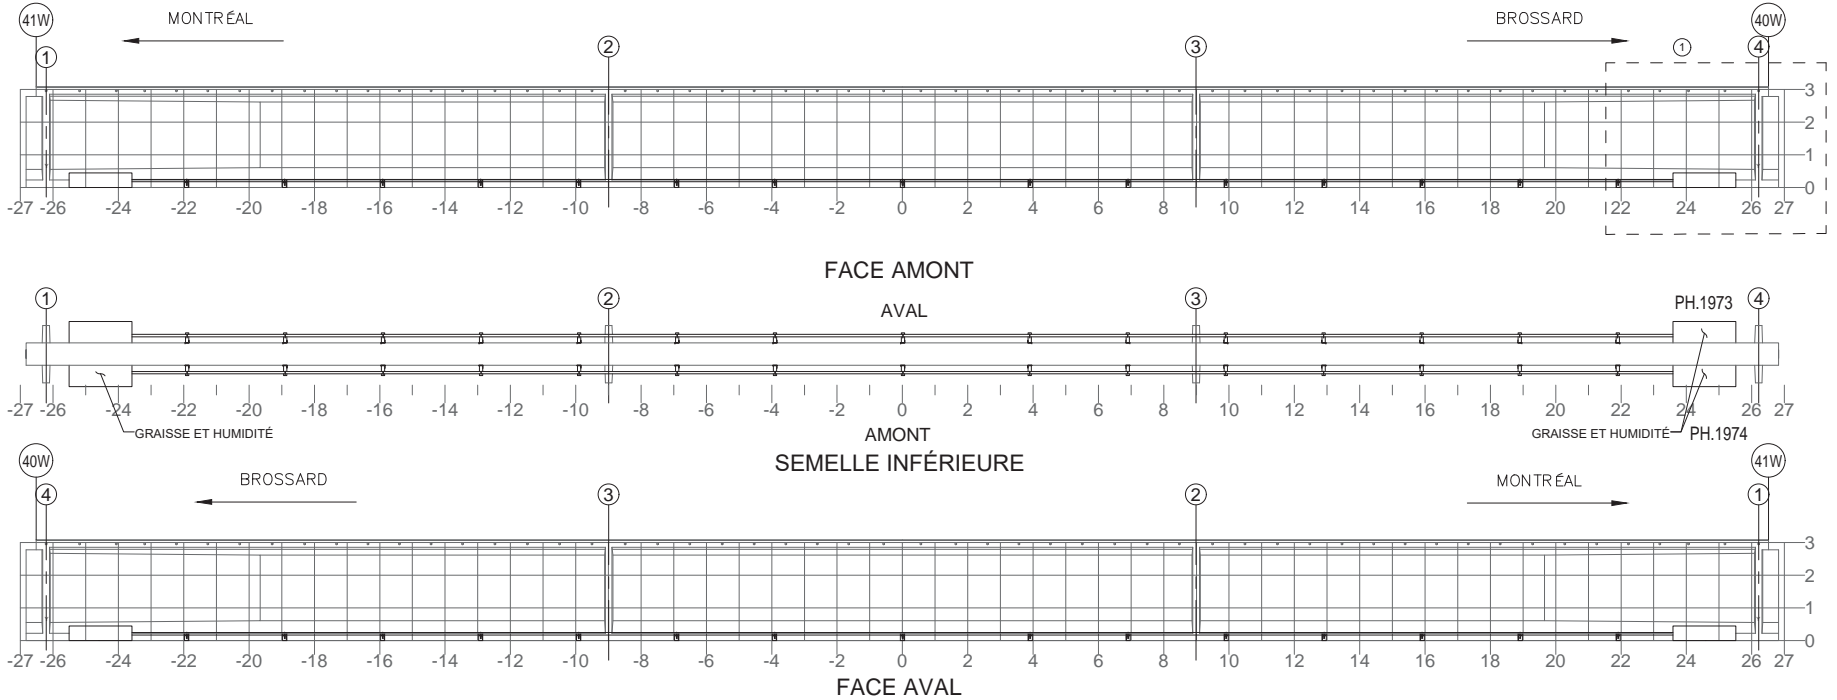 41W MONTRÉAL BROSSARD 40W
1 2 3 1 4
3
2
1
0
-27 -26 -24 -22 -20 -18 -16 -14 -12 -10 -8 -6 -4 -2 0 2 4 6 8 10 12 14 16 18 20 22 24 26 27
FACE AMONT
1 2 AVAL 3 PH.1973 4
-27 -26 -24 -22 -20 -18 -16 -14 -12 -10 -8 -6 -4 -2 0 2 4 6 8 10 12 14 16 18 20 22 24 26 27
GRAISSE ET HUMIDITÉ AMONT GRAISSE ET HUMIDITÉ PH.1974
SEMELLE INFÉRIEURE
40W BROSSARD MONTRÉAL 41W
4 3 2 1
3
2
1
0
-27 -26 -24 -22 -20 -18 -16 -14 -12 -10 -8 -6 -4 -2 0 2 4 6 8 10 12 14 16 18 20 22 24 26 27
FACE AVAL